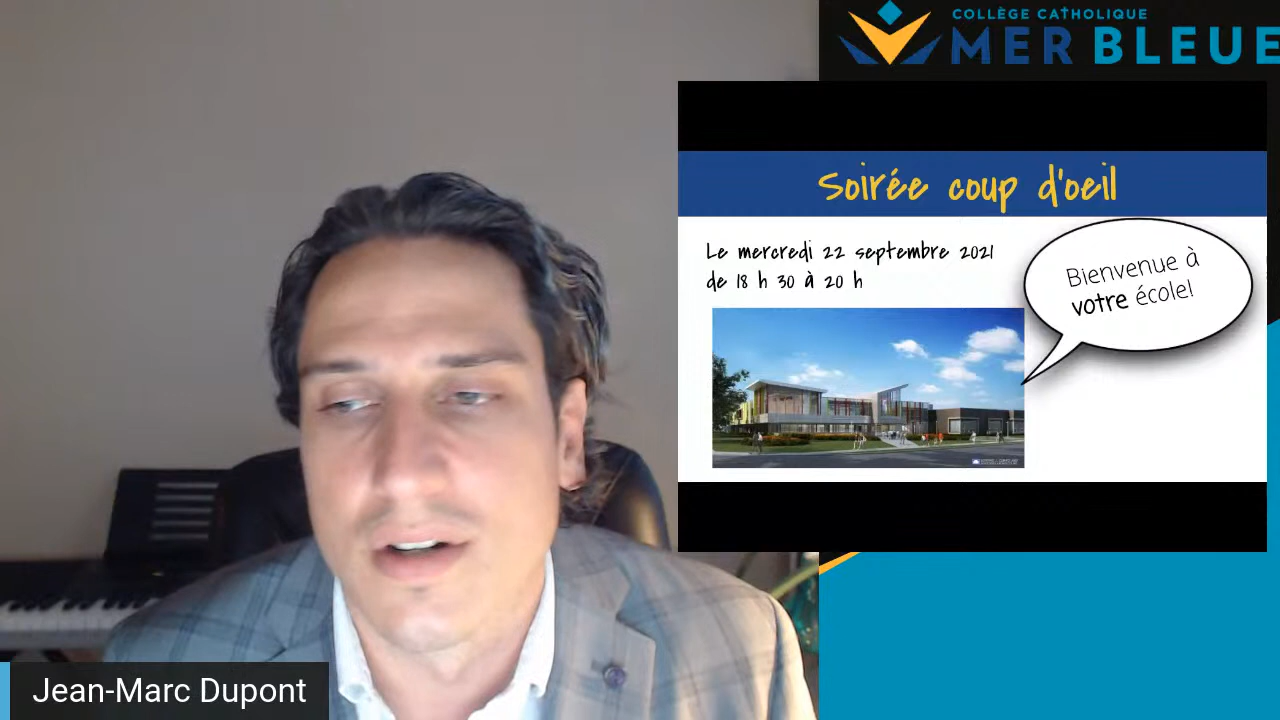 COLLÈGE CATHOLIQUE
MER BLEUE
Soirée coup d'oeil
Le mercredi 22 septembre 2021
de 18 h 30 à 20 h
Bienvenue à
votre école!
Jean-Marc Dupont